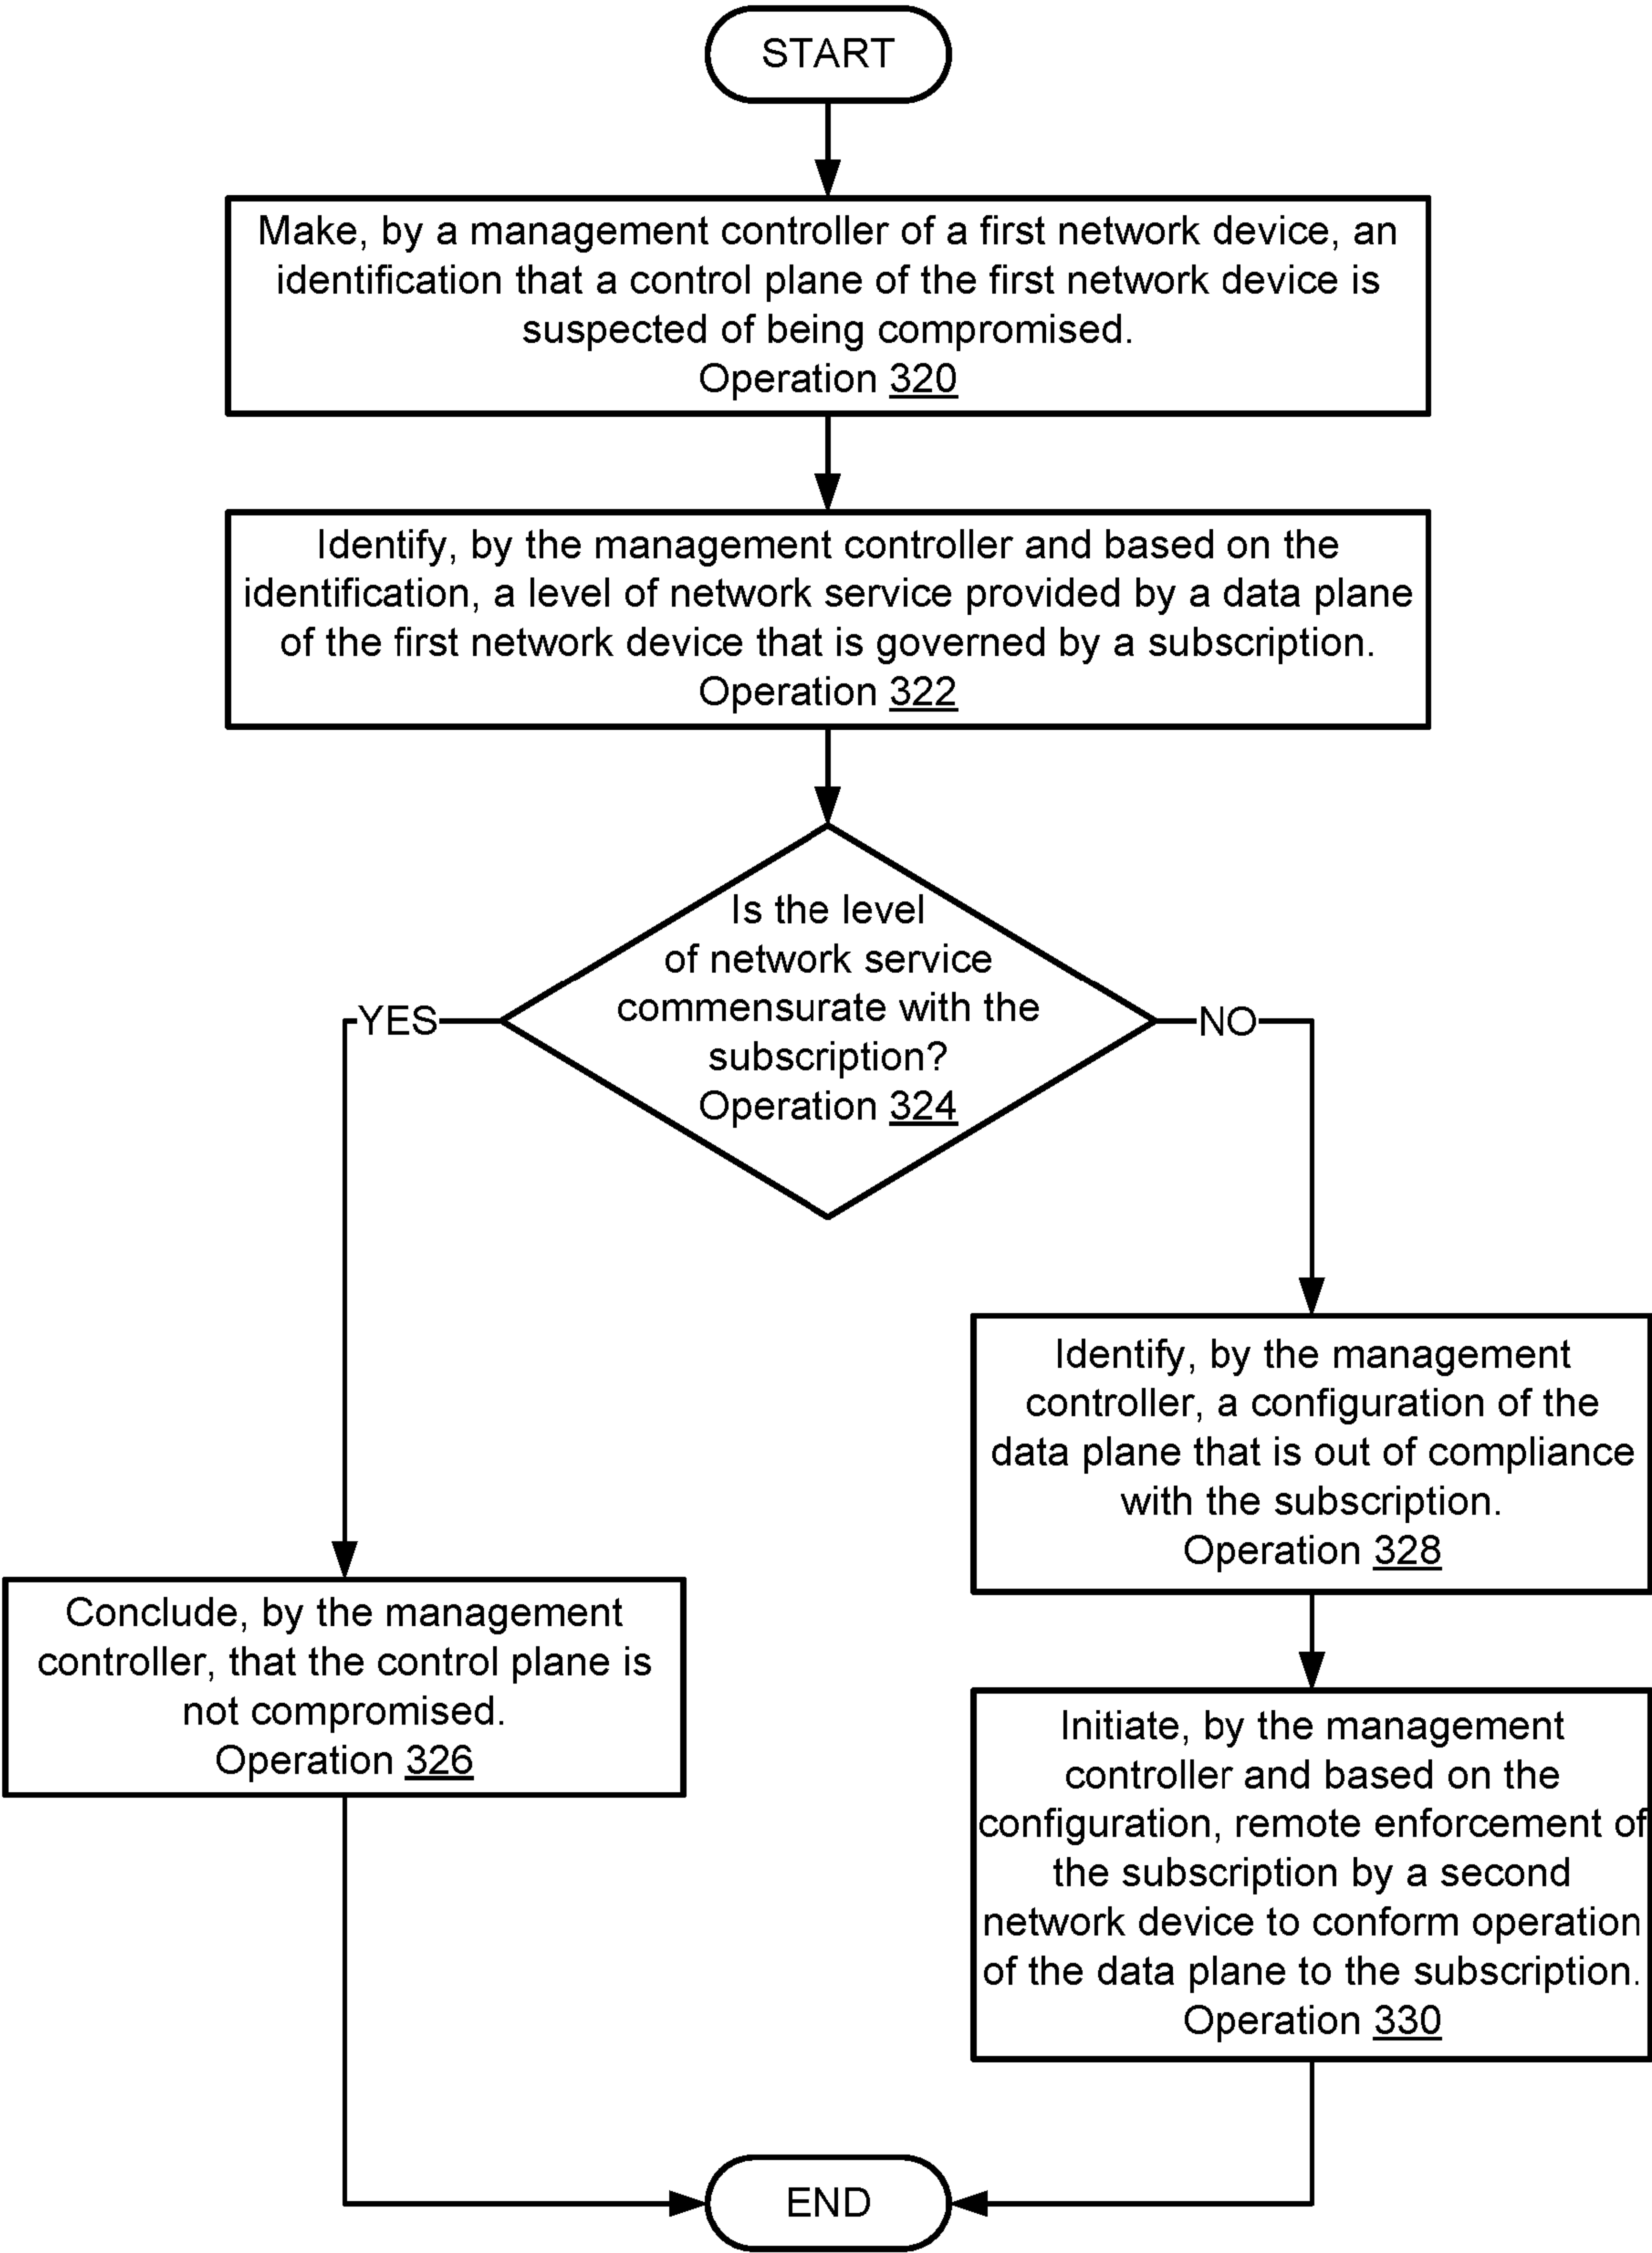 START
Make, by a management controller of a first network device, an
identification that a control plane of the first network device is
suspected of being compromised.
Operation 320
Identify, by the management controller and based on the
identification, a level of network service provided by a data plane
of the first network device that is governed by a subscription.
Operation 322
Is the level
of network service
commensurate with the
subscription?
Operation 324
YES
NO
Identify, by the management
controller, a configuration of the
data plane that is out of compliance
with the subscription.
Operation 328
Conclude, by the management
controller, that the control plane is
not compromised.
Operation 326
Initiate, by the management
controller and based on the
configuration, remote enforcement of
the subscription by a second
network device to conform operation
of the data plane to the subscription.
Operation 330
END